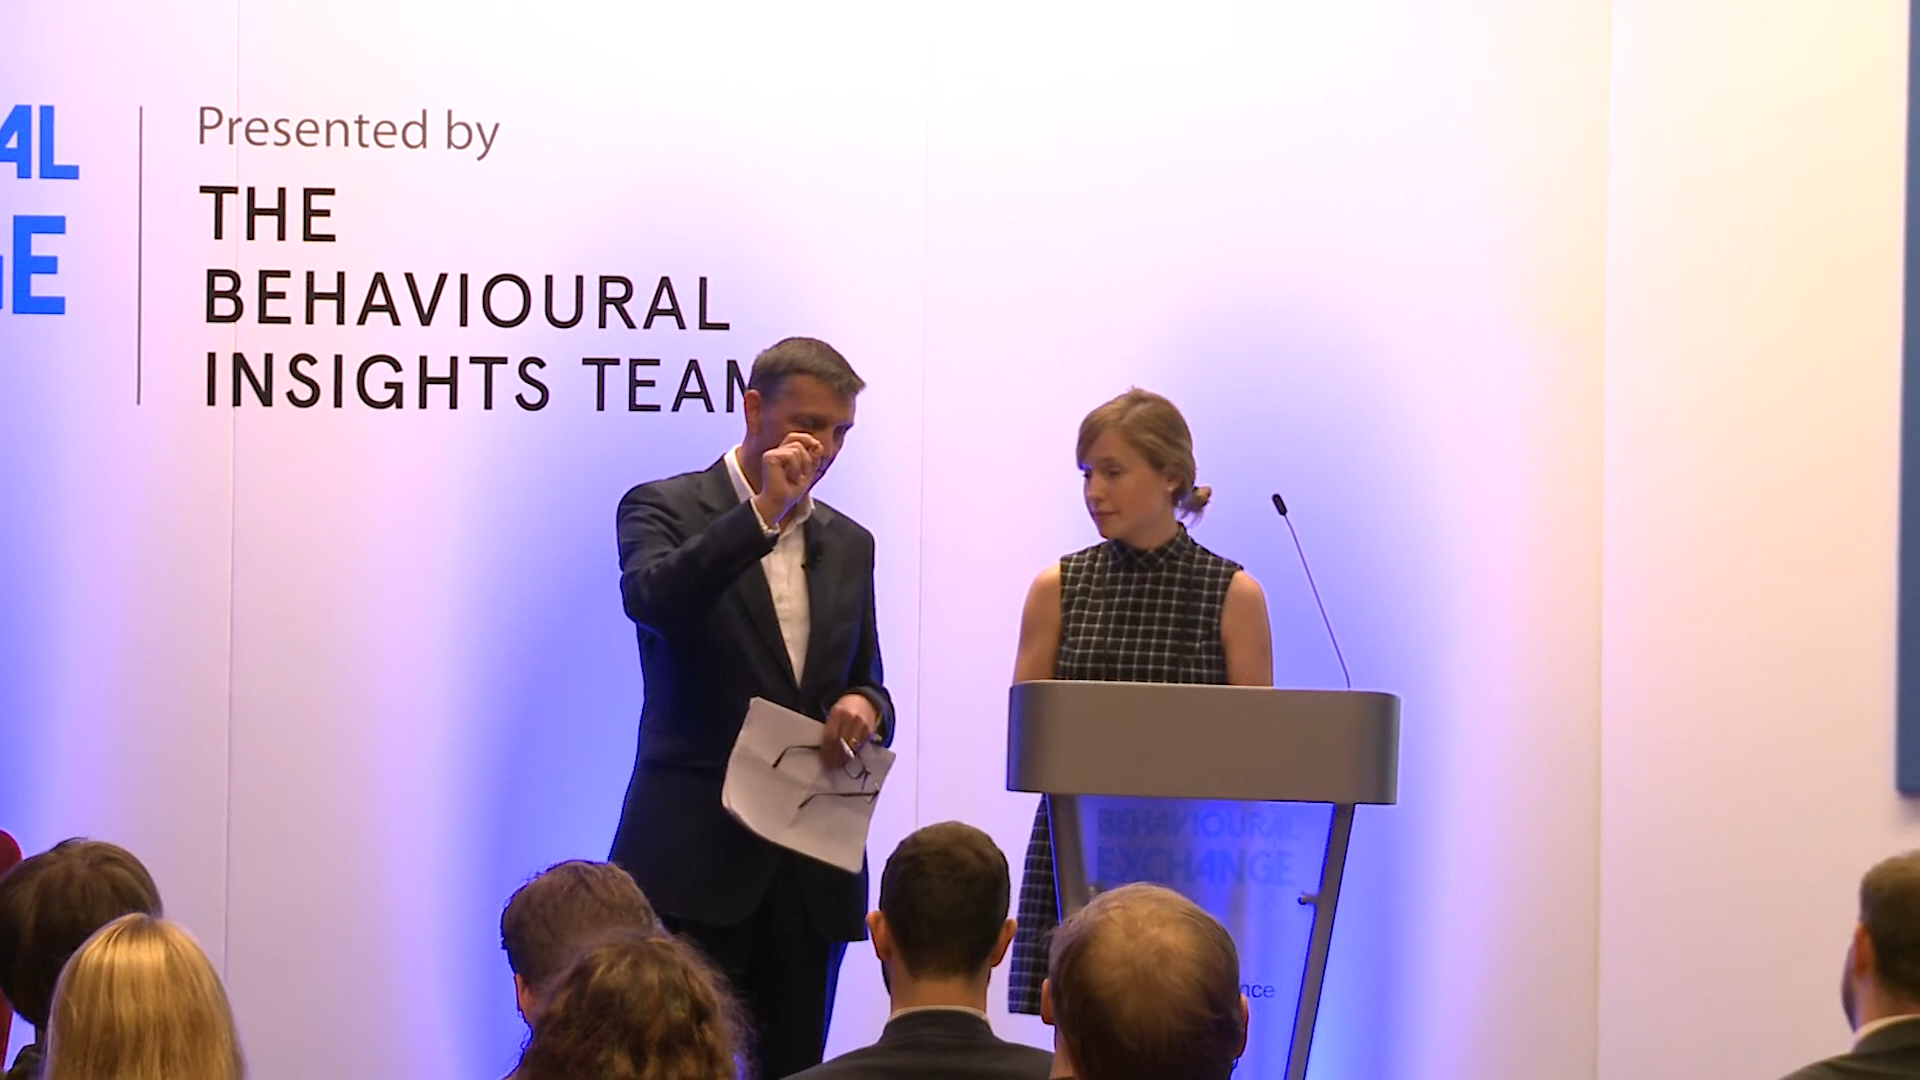 AL
GE
Presented by
THE
BEHAVIOURAL
INSIGHTS TEAM
BEHAVIOURAL
EXCHANGE
nce